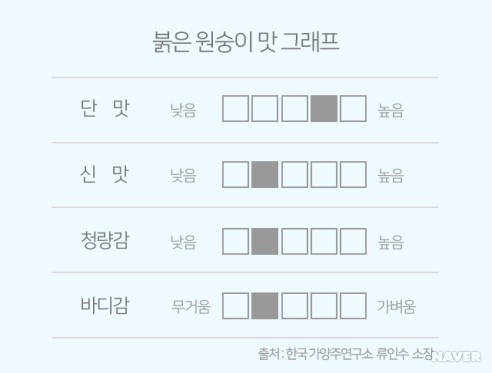 붉은 원숭이 맛 그래프
단 맛 낮음 높음
신 맛 낮음 높음
청량감 낮음 높음
바디감 무거움 가벼움
출처 : 한국가양주연구소 류인수 소장
NAVER